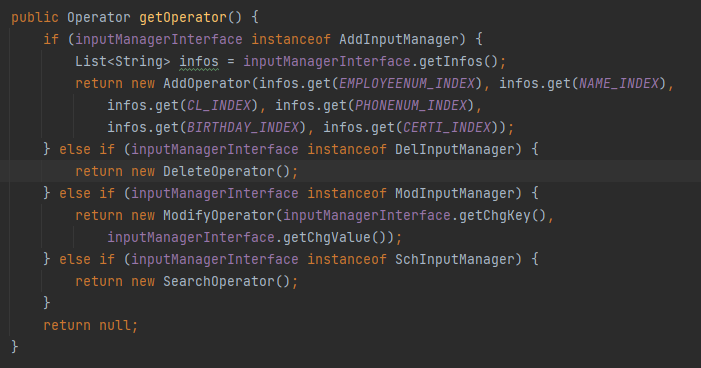 public Operator getOperator() {
    if (inputManagerInterface instanceof AddInputManager) {
        List<String> infos = inputManagerInterface.getInfos();
        return new AddOperator(infos.get(EMPLOYEENUM_INDEX), infos.get(NAME_INDEX),
            infos.get(CL_INDEX), infos.get(PHONENUM_INDEX),
            infos.get(BIRTHDAY_INDEX), infos.get(CERTI_INDEX));
    } else if (inputManagerInterface instanceof DelInputManager) {
        return new DeleteOperator();
    } else if (inputManagerInterface instanceof ModInputManager) {
        return new ModifyOperator(inputManagerInterface.getChgKey(),
            inputManagerInterface.getChgValue());
    } else if (inputManagerInterface instanceof SchInputManager) {
        return new SearchOperator();
    }
    return null;
}